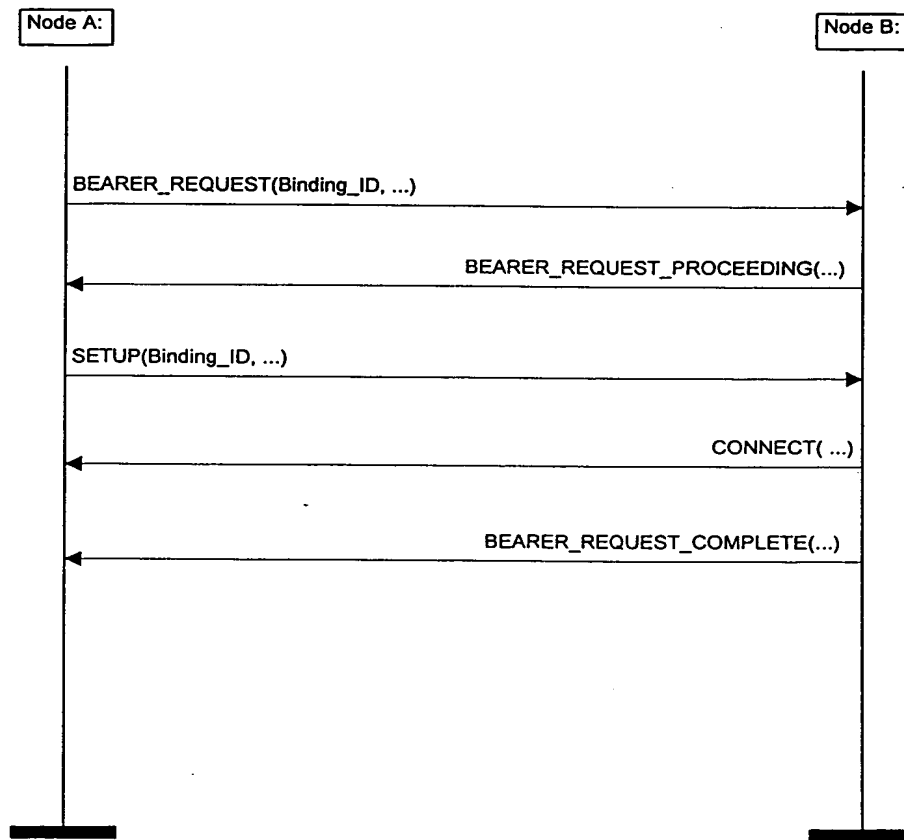 Node A:
Node B:
BEARER_REQUEST(Binding_ID, ...)
BEARER_REQUEST_PROCEEDING(...)
SETUP(Binding_ID, ...)
CONNECT( ...)
BEARER_REQUEST_COMPLETE(...)